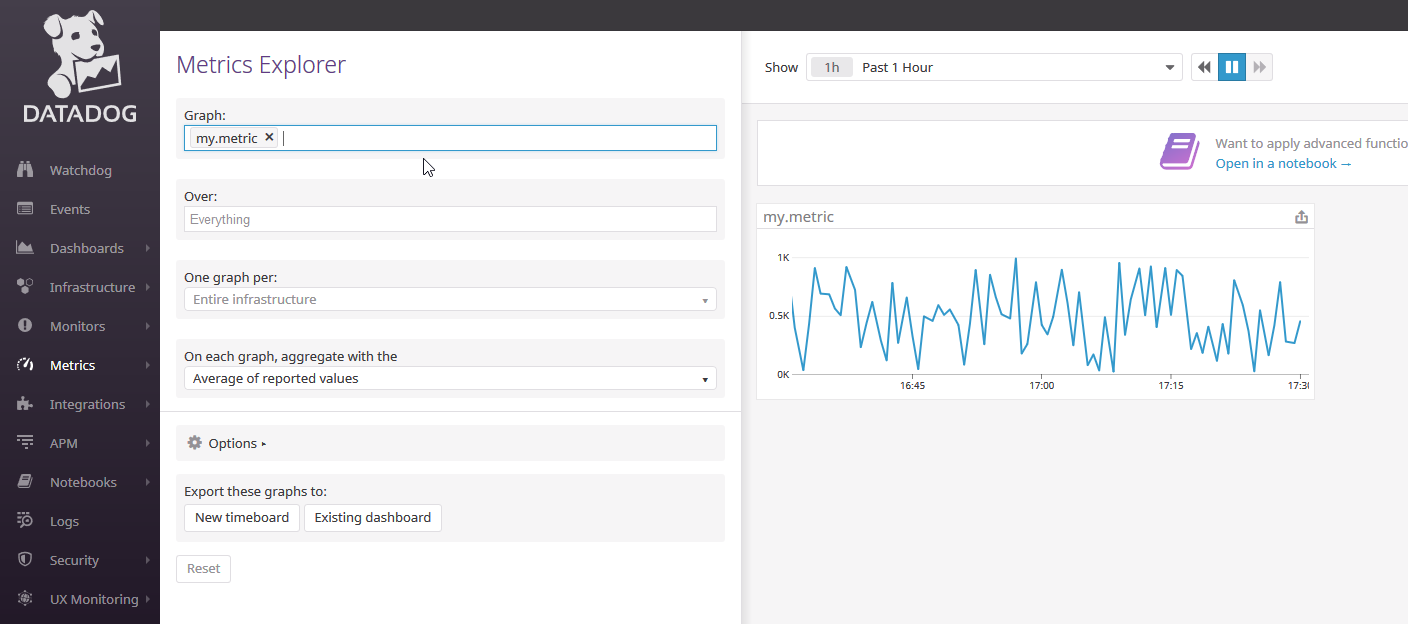 DATADOG
Watchdog
Events
Dashboards
Infrastructure
Monitors
Metrics
Integrations
APM
Notebooks
Logs
Security
UX Monitoring
Metrics Explorer
Graph:
my.metric ×
Over:
Everything
One graph per:
Entire infrastructure
On each graph, aggregate with the
Average of reported values
Options
Export these graphs to:
New timeboard Existing dashboard
Reset
Show 1h Past 1 Hour
Want to apply advanced functio
Open in a notebook →
my.metric
1K
0.5K
0K
16:45 17:00 17:15 17:30